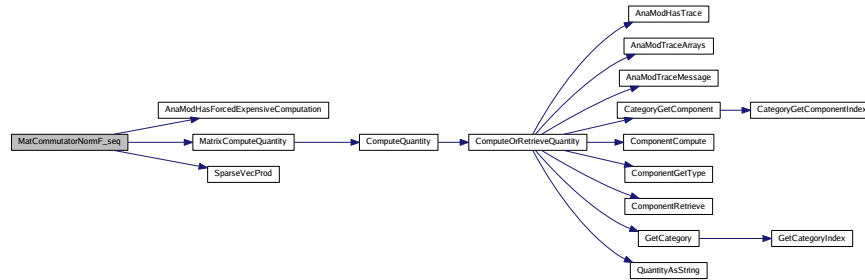 AnaModHasTrace
AnaModTraceArrays
AnaModTraceMessage
AnaModHasForcedExpensiveComputation
CategoryGetComponent
CategoryGetComponentIndex
MatCommutatorNormF_seq
MatrixComputeQuantity
ComputeQuantity
ComputeOrRetrieveQuantity
ComponentCompute
SparseVecProd
ComponentGetType
ComponentRetrieve
GetCategory
GetCategoryIndex
QuantityAsString